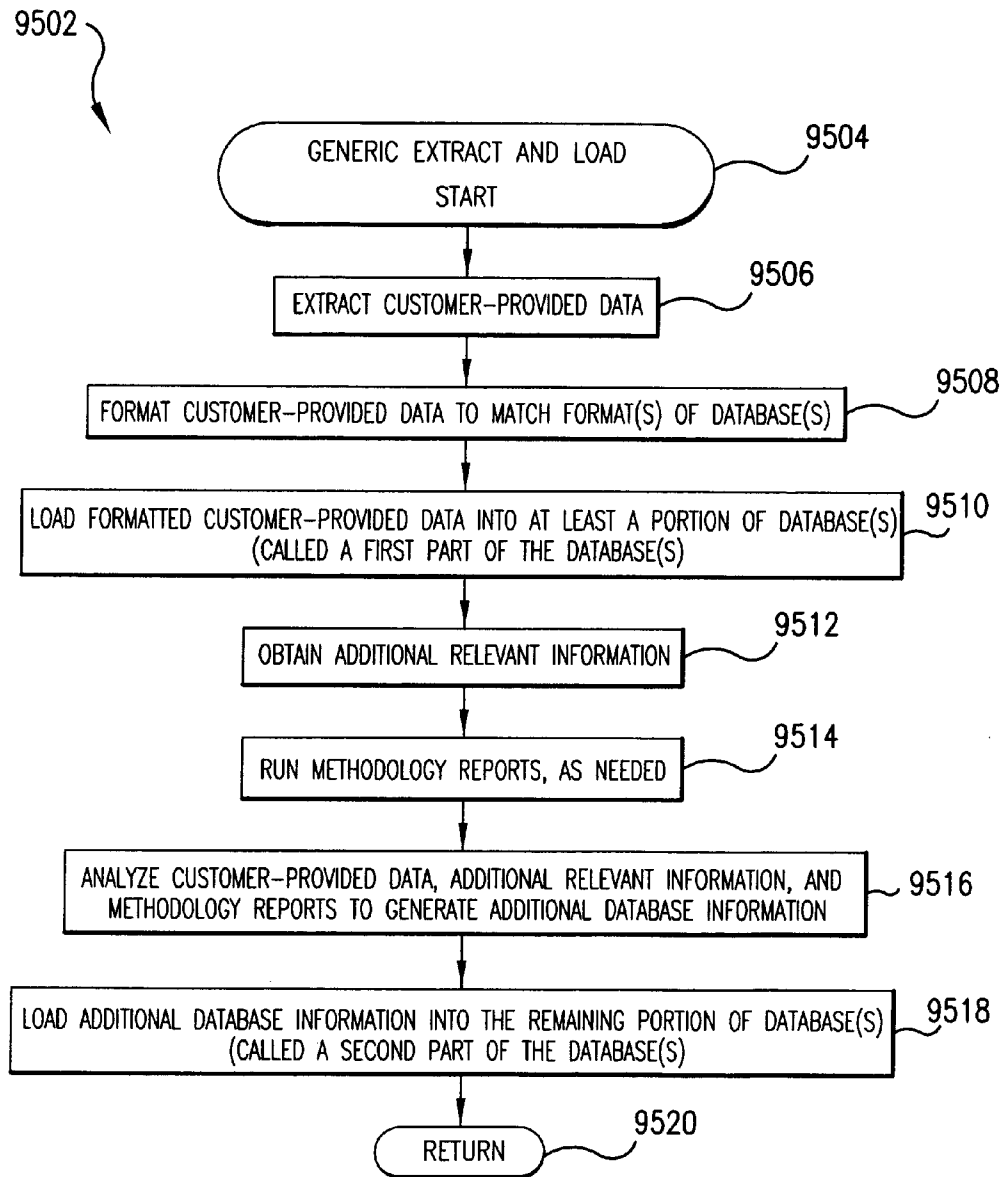 9502
GENERIC EXTRACT AND LOAD
START
9504
EXTRACT CUSTOMER-PROVIDED DATA
9506
FORMAT CUSTOMER-PROVIDED DATA TO MATCH FORMAT(S) OF DATABASE(S)
9508
LOAD FORMATTED CUSTOMER-PROVIDED DATA INTO AT LEAST A PORTION OF DATABASE(S)
(CALLED A FIRST PART OF THE DATABASE(S)
9510
OBTAIN ADDITIONAL RELEVANT INFORMATION
9512
RUN METHODOLOGY REPORTS, AS NEEDED
9514
ANALYZE CUSTOMER-PROVIDED DATA, ADDITIONAL RELEVANT INFORMATION, AND
METHODOLOGY REPORTS TO GENERATE ADDITIONAL DATABASE INFORMATION
9516
LOAD ADDITIONAL DATABASE INFORMATION INTO THE REMAINING PORTION OF DATABASE(S)
(CALLED A SECOND PART OF THE DATABASE(S)
9518
RETURN
9520